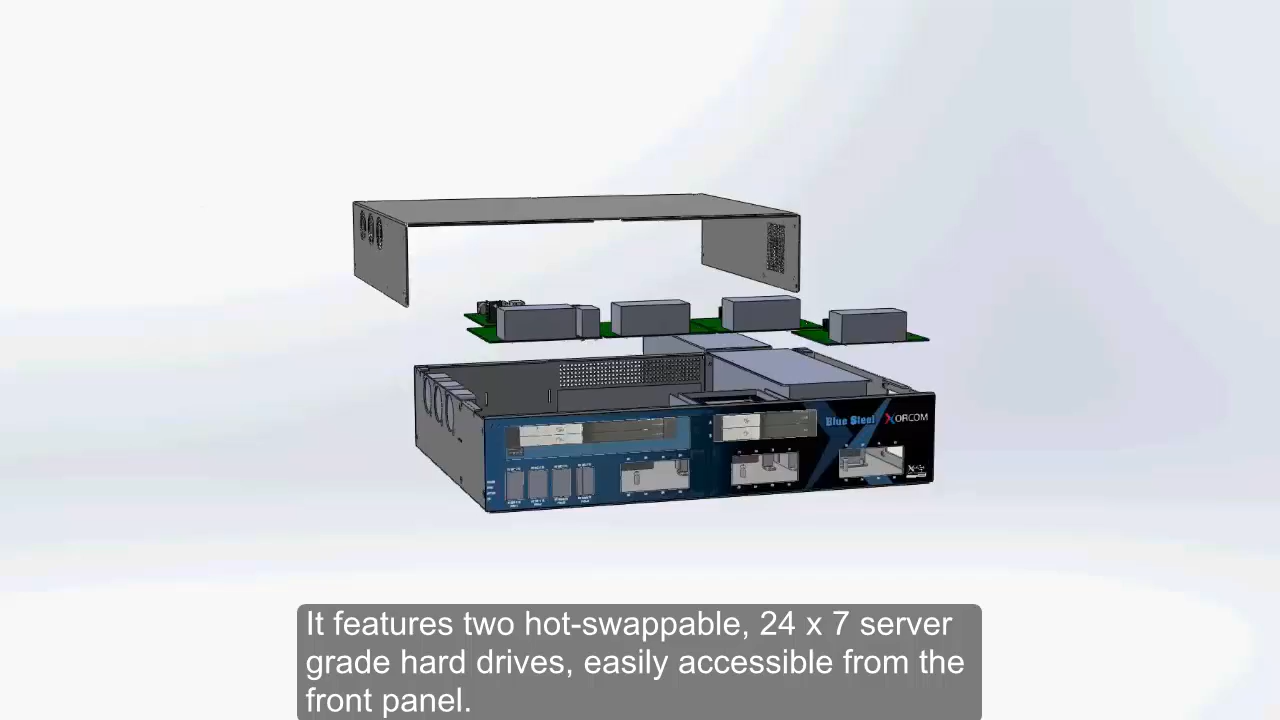 Blue Steel XORCOM
It features two hot-swappable, 24 x 7 server
grade hard drives, easily accessible from the
front panel.